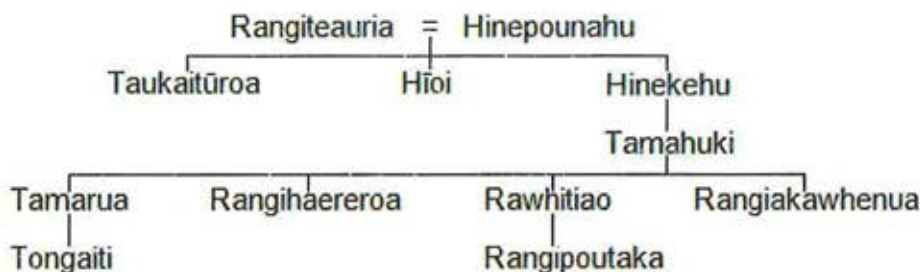 Rangiteauria = Hinepounahu
Taukaitūroa Hīoi Hinekehu
Tamahuki
Tamarua Rangihaereroa Rawhitiao Rangiakawhenua
Tongaiti Rangipoutaka